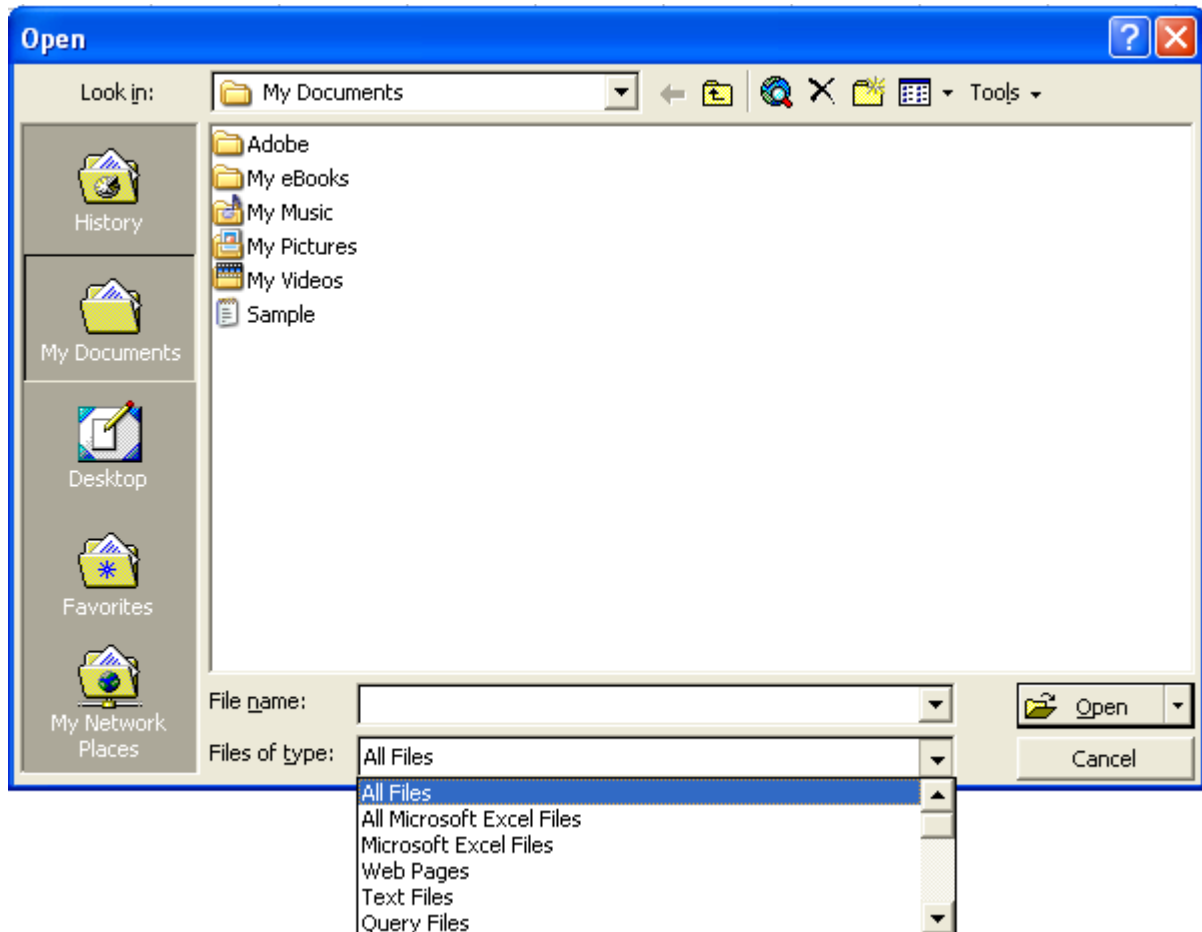 Open
Look in:
My Documents
Tools
History
My Documents
Desktop
Favorites
My Network
Places
Adobe
My eBooks
My Music
My Pictures
My Videos
Sample
File name:
Open
Files of type:
All Files
Cancel
All Files
All Microsoft Excel Files
Microsoft Excel Files
Web Pages
Text Files
Query Files